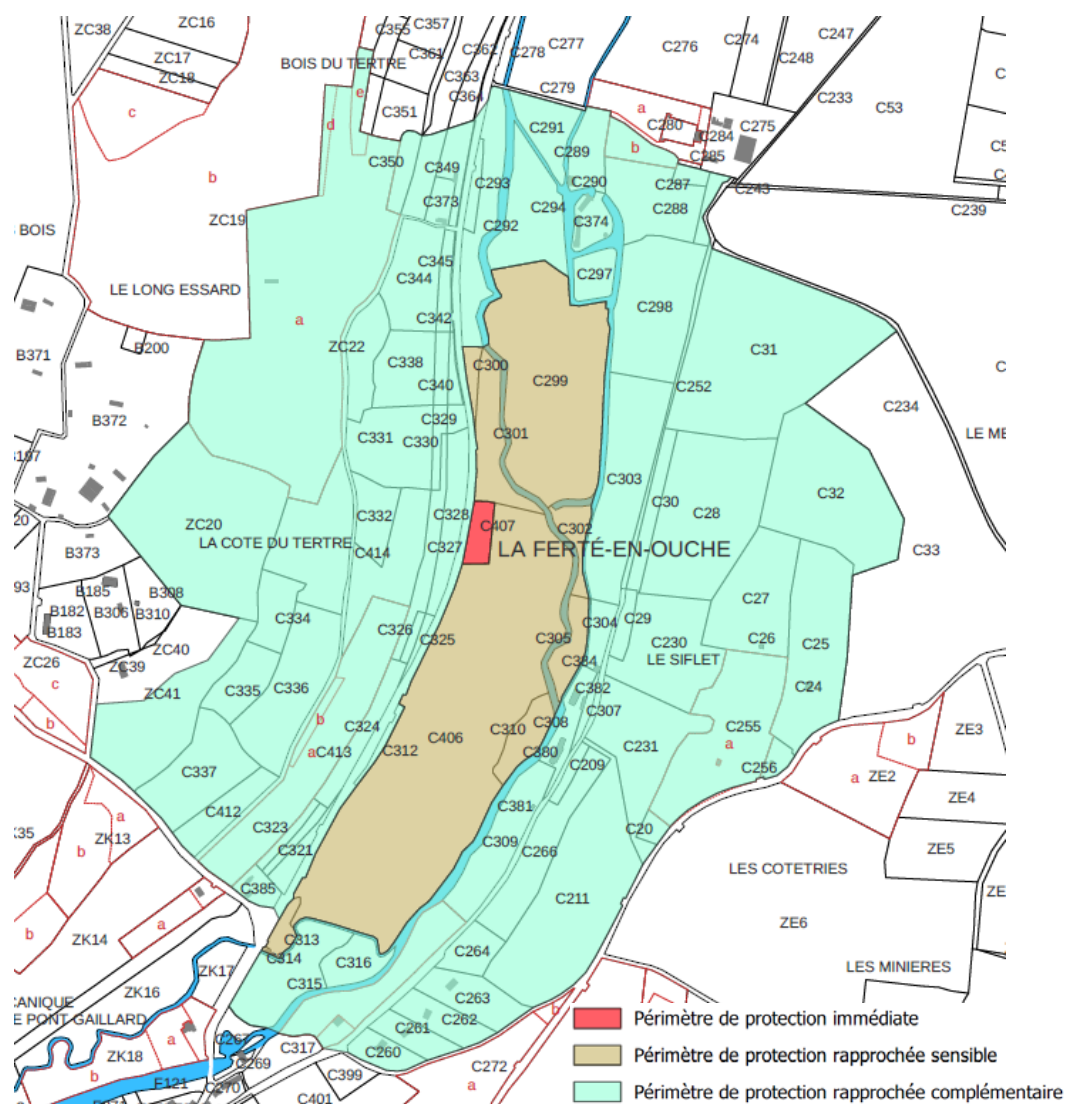 ZC38
ZC16
C355
C357
C362
C278
C277
C276
C274
C247
C248
ZC17
C361
BOIS DU TERTRE
C363
ZC18
C364
C279
C233
C53
c
e
C351
a
C280
C275
C284
d
C291
b
C285
C350
C349
C289
b
C293
C290
C287
C243
C373
C294
C288
C239
ZC19
C292
C374
BOIS
C345
C297
C344
LE LONG ESSARD
C298
a
C342
ZC22
B200
C31
B371
C338
C300
C299
C340
C252
C234
B372
C329
C301
LE ME
C331
C330
C303
C30
C28
C32
ZC20
C332
C328
C407
C302
LA COTE DU TERTRE
C327
LA FERTÉ-EN-OUCHE
C33
B373
C414
B185
B308
C27
B182
B306
B310
C334
C326
C304
C29
B183
C325
C305
C230
C26
C25
ZC40
LE SIFLET
ZC26
ZC39
C384
c
ZC41
C335
C336
C382
C24
b
b
C324
C307
C310
C308
C255
b
ZE3
a
C413
C312
C406
C380
C231
a
C337
C209
C256
a
ZE2
ZE4
C412
C381
a
C323
C20
ZK13
C309
ZE5
b
C321
C266
LES COTETRIES
C385
C211
b
a
ZE6
ZK14
C313
C264
C314
C316
LES MINIERES
ZK17
C315
ZK16
C263
PONT-GAILLARD
C261
C262
b
Périmètre de protection immédiate
a
C267
C317
C260
ZK18
C269
Périmètre de protection rapprochée sensible
C272
b
F121
C399
C270
a
C401
Périmètre de protection rapprochée complémentaire